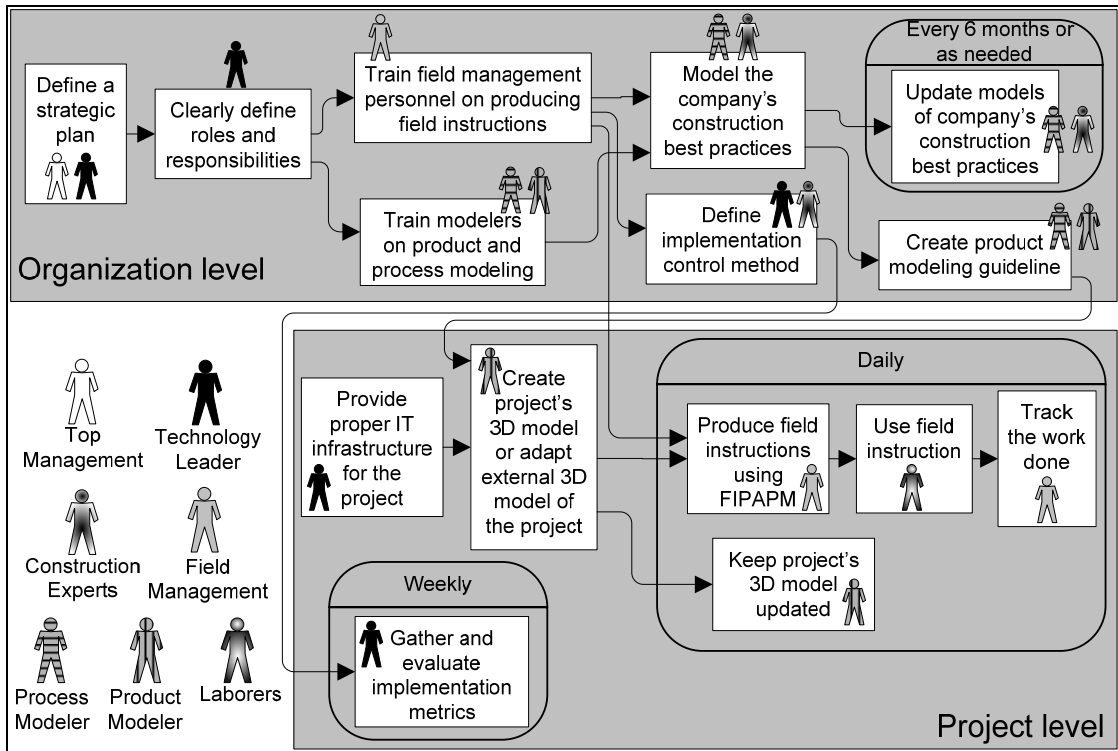 Define a
strategic
plan
Clearly define
roles and
responsibilities
Train field management
personnel on producing
field instructions
Train modelers
on product and
process modeling
Model the
company's
construction
best practices
Define
implementation
control method
Every 6 months or
as needed
Update models
of company's
construction
best practices
Create product
modeling guideline
Organization level
Top
Management
Technology
Leader
Construction
Experts
Field
Management
Process
Modeler
Product
Modeler
Laborers
Provide
proper IT
infrastructure
for the
project
Create
project's
3D model
or adapt
external 3D
model of
the project
Daily
Produce field
instructions
using
FIPAPM
Use field
instruction
Track
the work
done
Keep project's
3D model
updated
Weekly
Gather and
evaluate
implementation
metrics
Project level